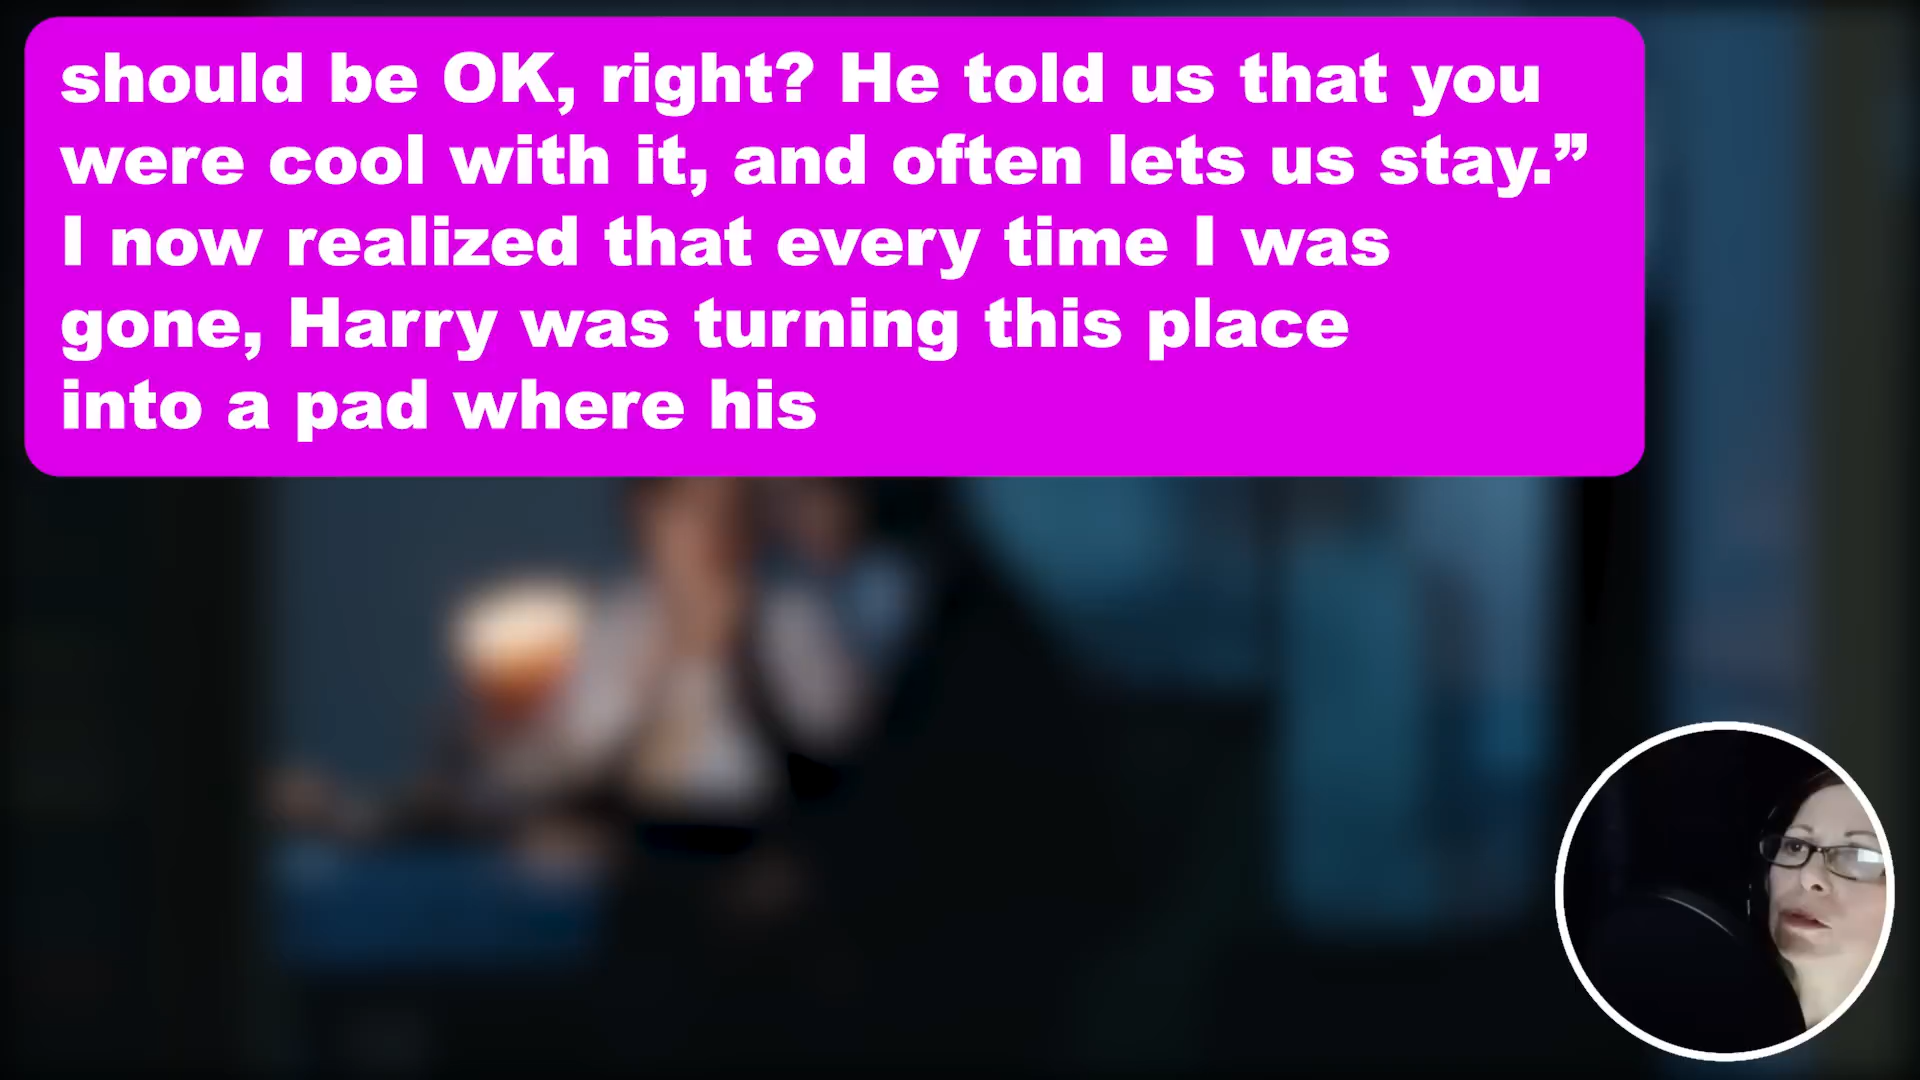 should be OK, right? He told us that you
were cool with it, and often lets us stay.”
I now realized that every time I was
gone, Harry was turning this place
into a pad where his